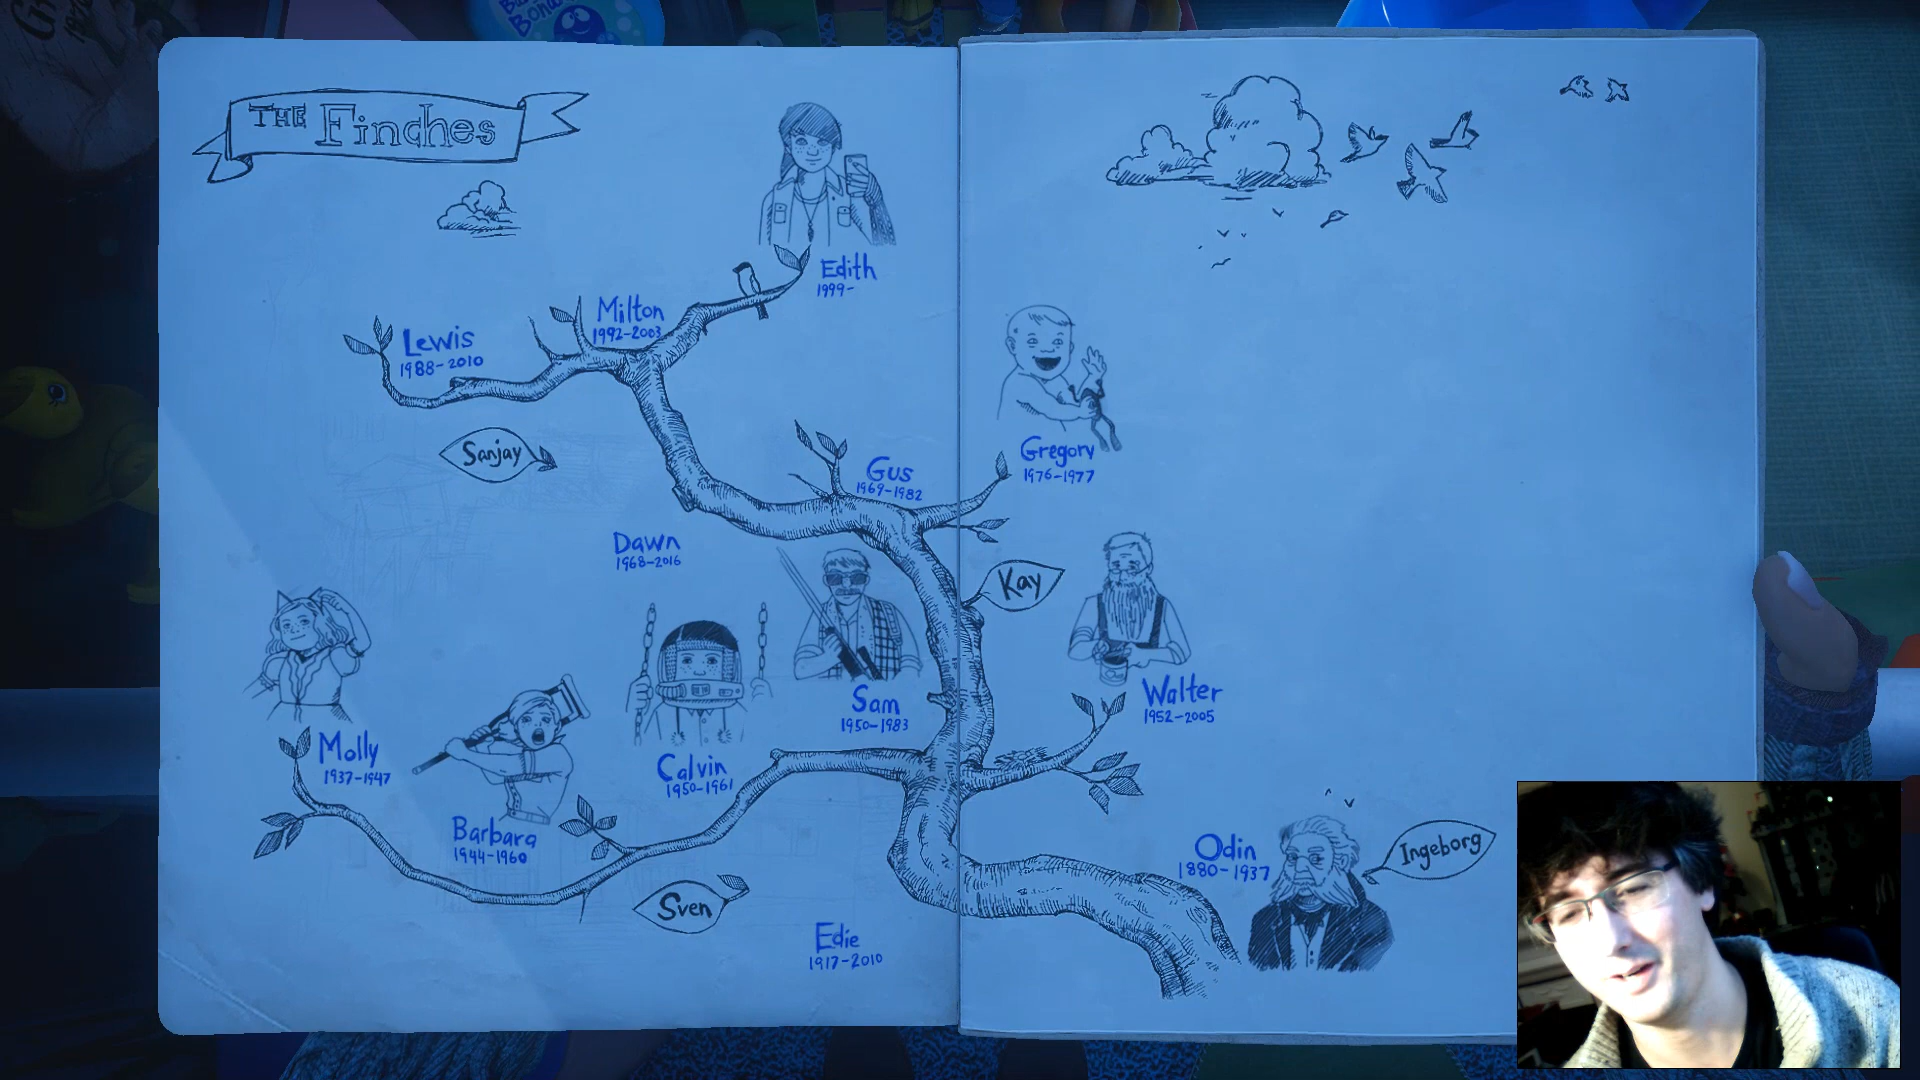 THE Finches
Edith
1999-
Milton
1992-2003
Lewis
1988-2010
Sanjay
Gus
1969-1982
Gregory
1976-1977
Dawn
1968-2016
Kay
Sam
1950-1983
Walter
1952-2005
Molly
1937-1947
Calvin
1950-1961
Barbara
1944-1960
Odin
1880-1937
Ingeborg
Sven
Edie
1917-2010